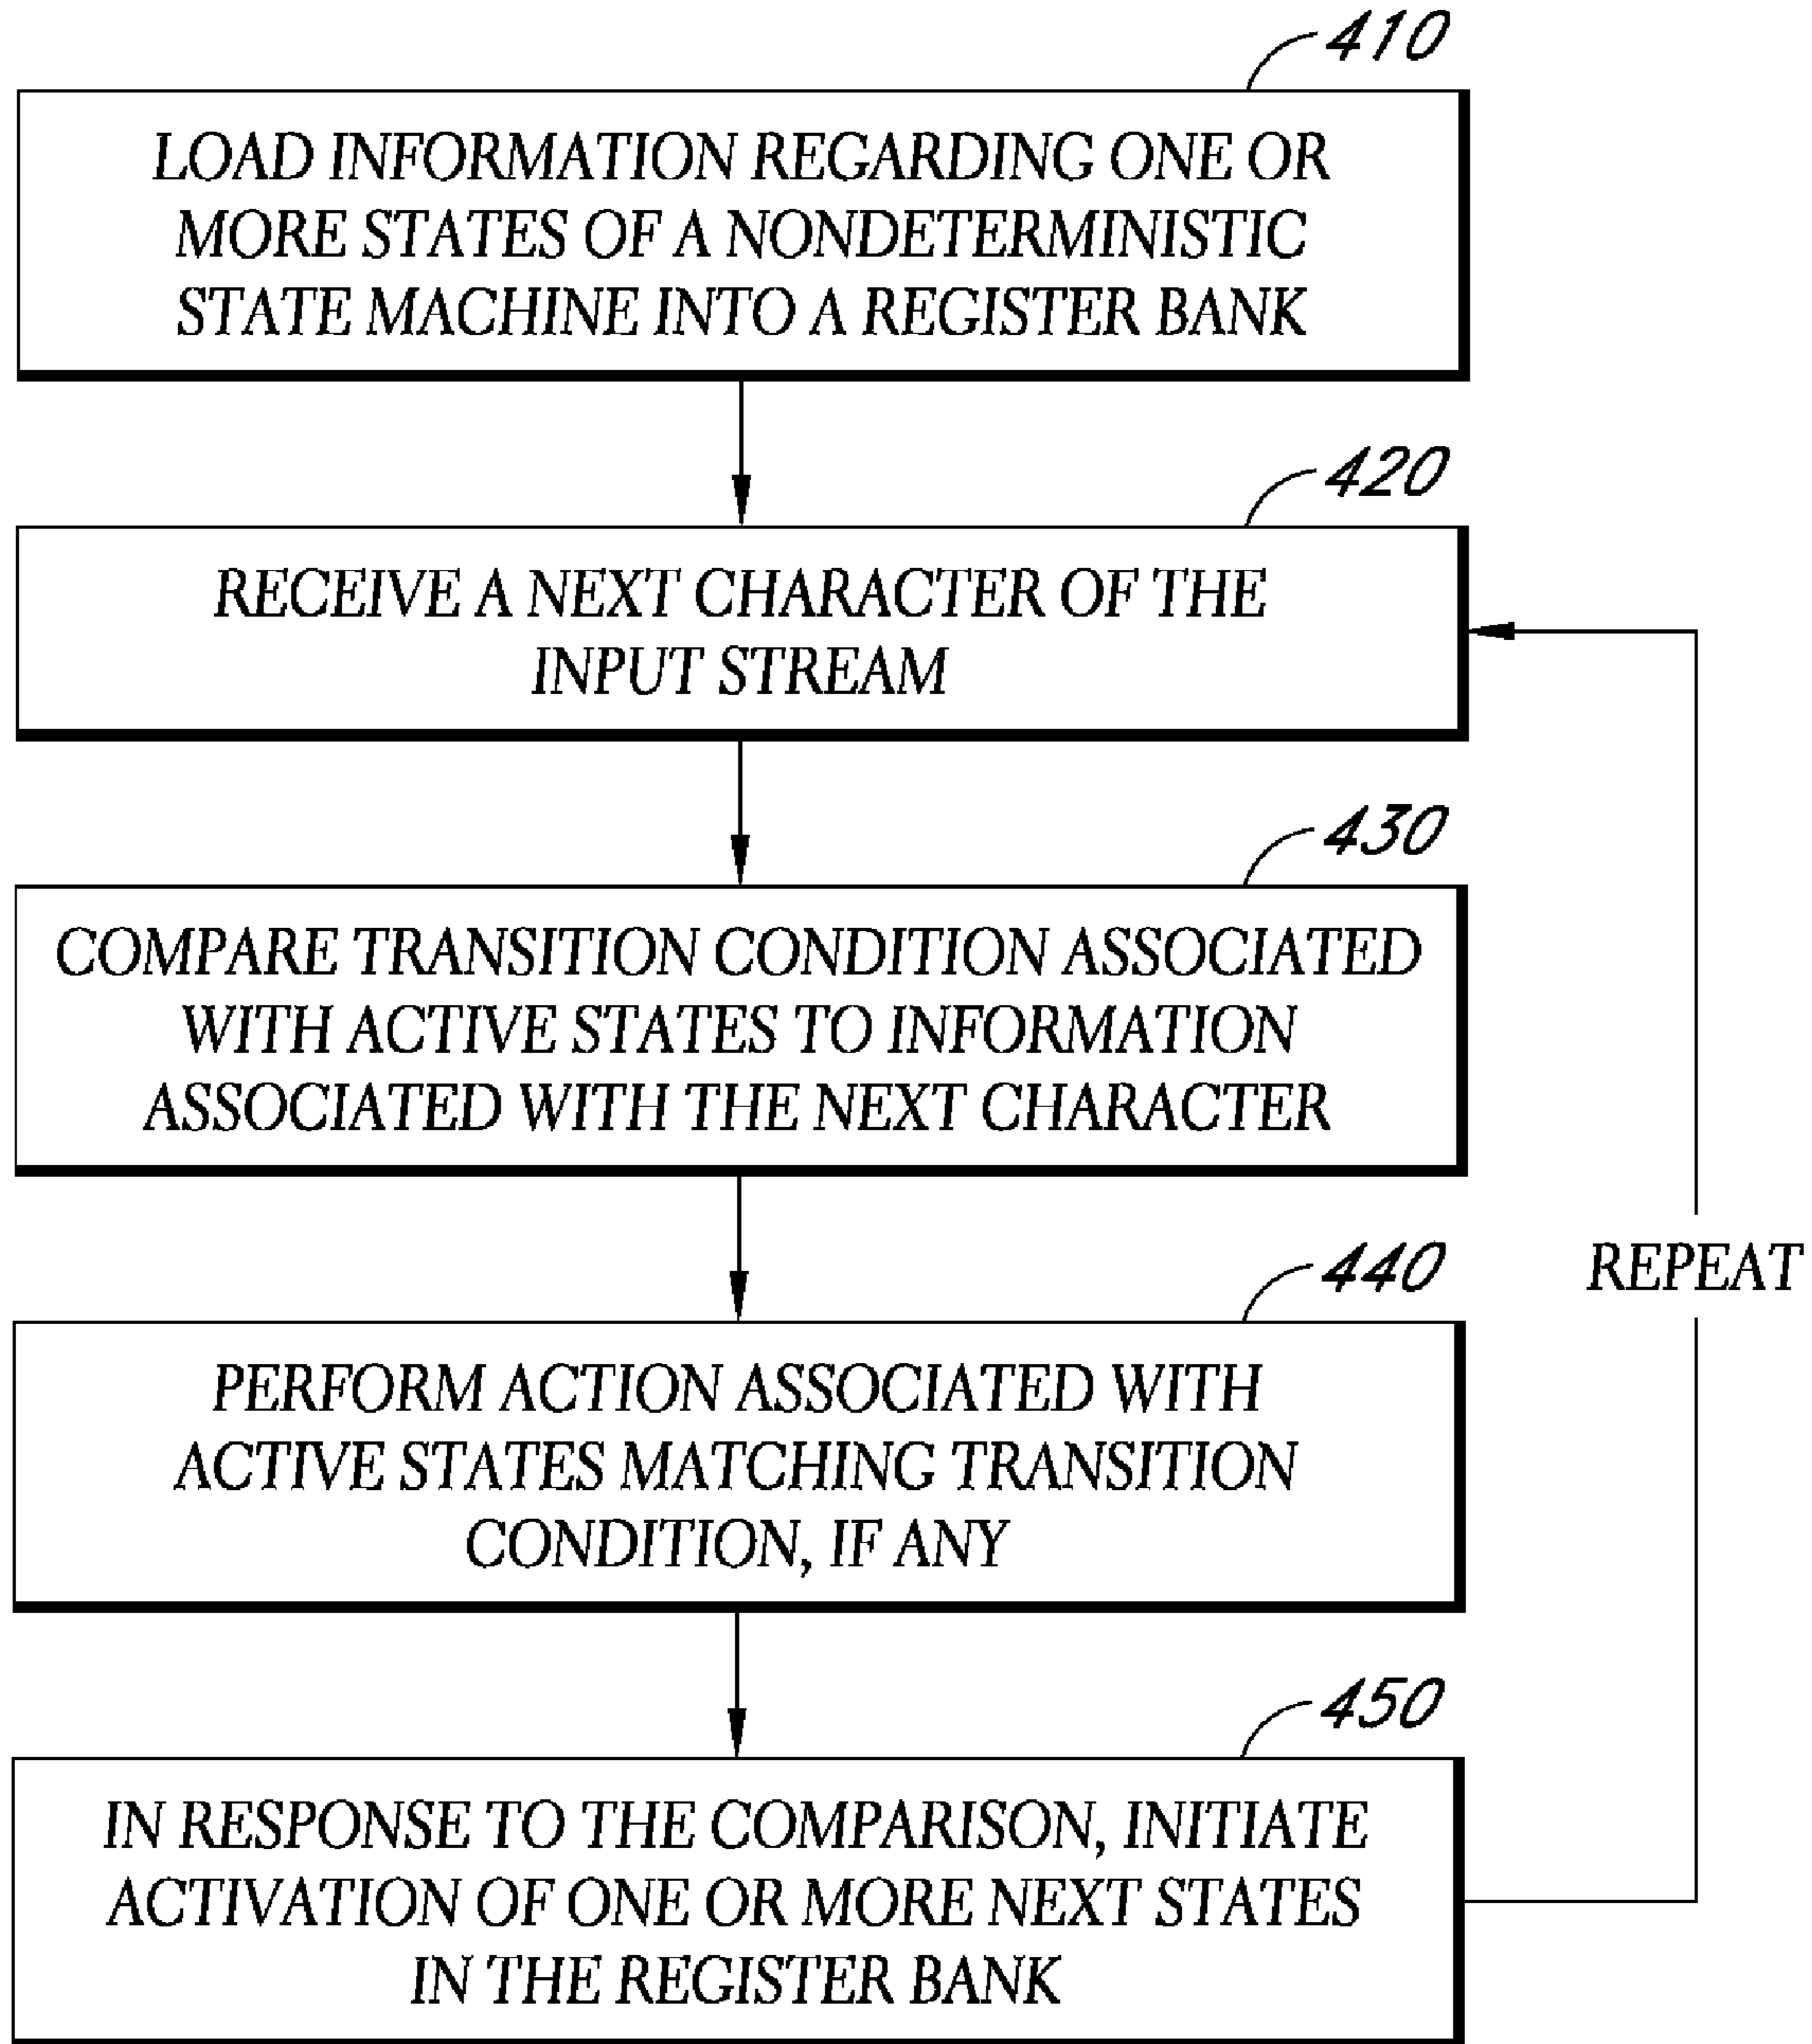 410
LOAD INFORMATION REGARDING ONE OR
MORE STATES OF A NONDETERMINISTIC
STATE MACHINE INTO A REGISTER BANK
420
RECEIVE A NEXT CHARACTER OF THE
INPUT STREAM
430
COMPARE TRANSITION CONDITION ASSOCIATED
WITH ACTIVE STATES TO INFORMATION
ASSOCIATED WITH THE NEXT CHARACTER
440
PERFORM ACTION ASSOCIATED WITH
ACTIVE STATES MATCHING TRANSITION
CONDITION, IF ANY
450
IN RESPONSE TO THE COMPARISON, INITIATE
ACTIVATION OF ONE OR MORE NEXT STATES
IN THE REGISTER BANK
REPEAT